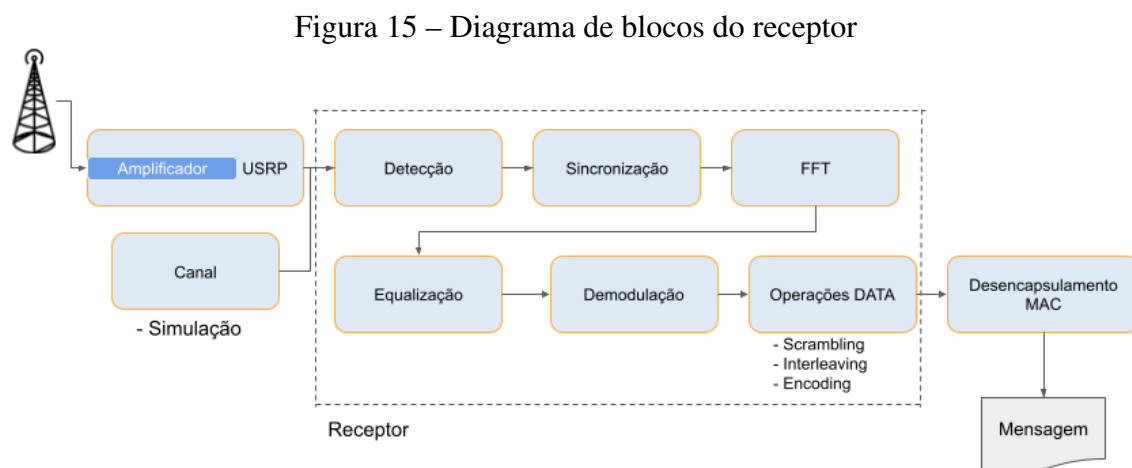 Figura 15 – Diagrama de blocos do receptor
Amplificador
USRP
Detecção
Sincronização
FFT
Canal
- Simulação
Equalização
Demodulação
Operações DATA
- Scrambling
- Interleaving
- Encoding
Desencapsulamento
MAC
Receptor
Mensagem